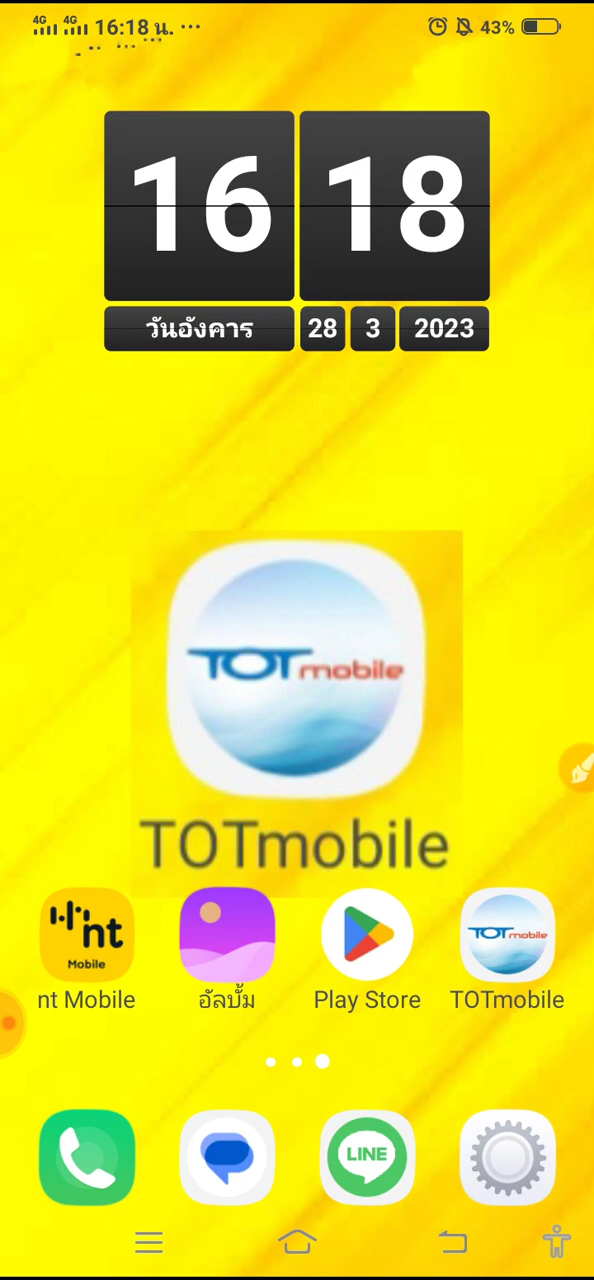 4G 4G 16:18 น. ... 43%
16 18
วันอังคาร 28 3 2023
TOTmobile
TOTmobile
nt Mobile TOTmobile
nt Mobile อัลบั้ม Play Store TOTmobile
LINE